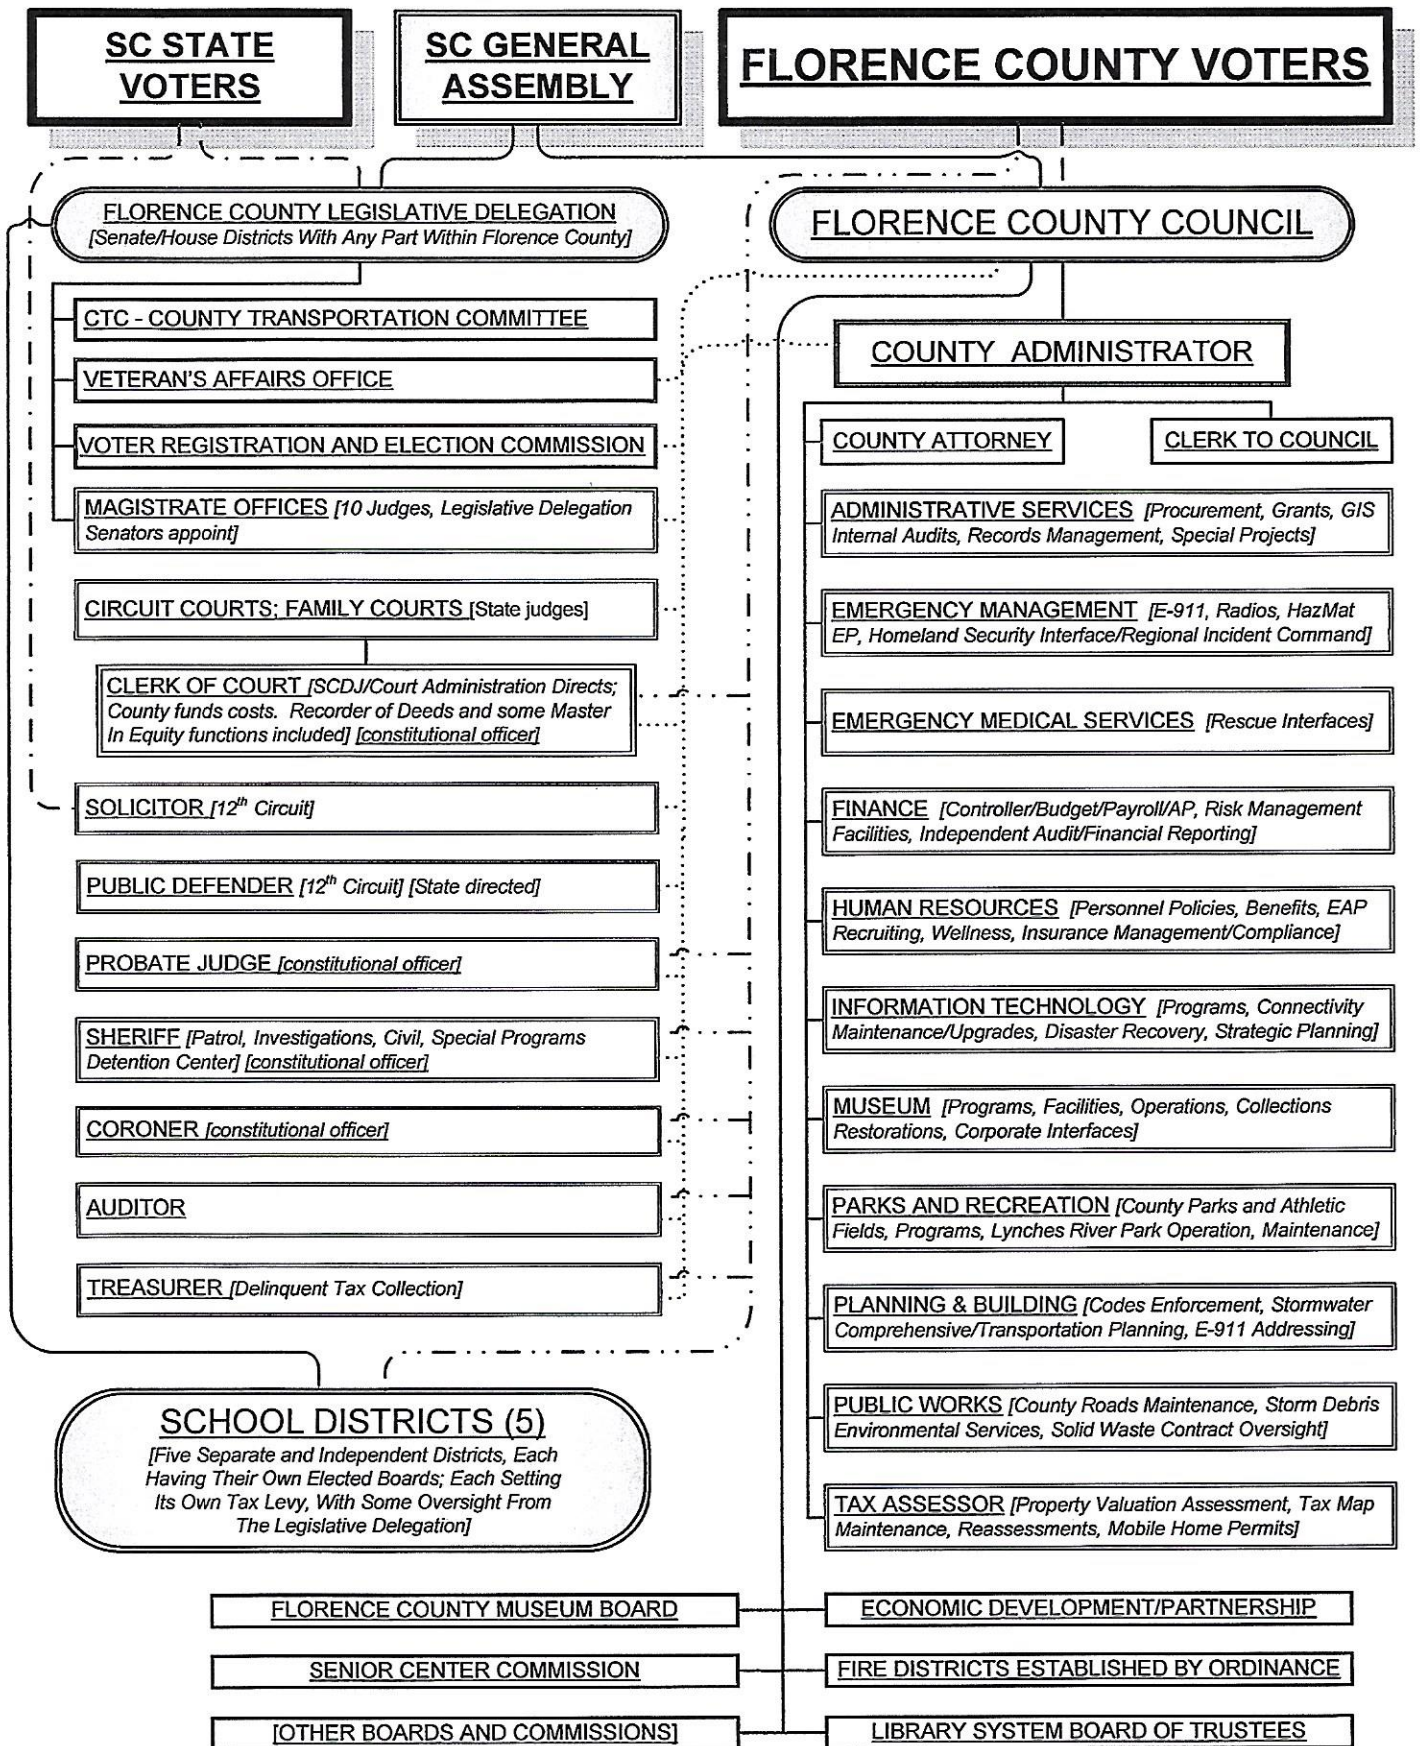 SC STATE
VOTERS
SC GENERAL
ASSEMBLY
FLORENCE COUNTY VOTERS
FLORENCE COUNTY LEGISLATIVE DELEGATION
[Senate/House Districts With Any Part Within Florence County]
FLORENCE COUNTY COUNCIL
CTC - COUNTY TRANSPORTATION COMMITTEE
VETERAN'S AFFAIRS OFFICE
VOTER REGISTRATION AND ELECTION COMMISSION
MAGISTRATE OFFICES [10 Judges, Legislative Delegation
Senators appoint]
CIRCUIT COURTS; FAMILY COURTS [State judges]
CLERK OF COURT [SCDJ/Court Administration Directs;
County funds costs. Recorder of Deeds and some Master
In Equity functions included] [constitutional officer]
SOLICITOR [12th Circuit]
PUBLIC DEFENDER [12th Circuit] [State directed]
PROBATE JUDGE [constitutional officer]
SHERIFF [Patrol, Investigations, Civil, Special Programs
Detention Center] [constitutional officer]
CORONER [constitutional officer]
AUDITOR
TREASURER [Delinquent Tax Collection]
SCHOOL DISTRICTS (5)
[Five Separate and Independent Districts, Each
Having Their Own Elected Boards; Each Setting
Its Own Tax Levy, With Some Oversight From
The Legislative Delegation]
COUNTY ADMINISTRATOR
COUNTY ATTORNEY
CLERK TO COUNCIL
ADMINISTRATIVE SERVICES [Procurement, Grants, GIS
Internal Audits, Records Management, Special Projects]
EMERGENCY MANAGEMENT [E-911, Radios, HazMat
EP, Homeland Security Interface/Regional Incident Command]
EMERGENCY MEDICAL SERVICES [Rescue Interfaces]
FINANCE [Controller/Budget/Payroll/AP, Risk Management
Facilities, Independent Audit/Financial Reporting]
HUMAN RESOURCES [Personnel Policies, Benefits, EAP
Recruiting, Wellness, Insurance Management/Compliance]
INFORMATION TECHNOLOGY [Programs, Connectivity
Maintenance/Upgrades, Disaster Recovery, Strategic Planning]
MUSEUM [Programs, Facilities, Operations, Collections
Restorations, Corporate Interfaces]
PARKS AND RECREATION [County Parks and Athletic
Fields, Programs, Lynches River Park Operation, Maintenance]
PLANNING & BUILDING [Codes Enforcement, Stormwater
Comprehensive/Transportation Planning, E-911 Addressing]
PUBLIC WORKS [County Roads Maintenance, Storm Debris
Environmental Services, Solid Waste Contract Oversight]
TAX ASSESSOR [Property Valuation Assessment, Tax Map
Maintenance, Reassessments, Mobile Home Permits]
FLORENCE COUNTY MUSEUM BOARD
ECONOMIC DEVELOPMENT/PARTNERSHIP
SENIOR CENTER COMMISSION
FIRE DISTRICTS ESTABLISHED BY ORDINANCE
[OTHER BOARDS AND COMMISSIONS]
LIBRARY SYSTEM BOARD OF TRUSTEES